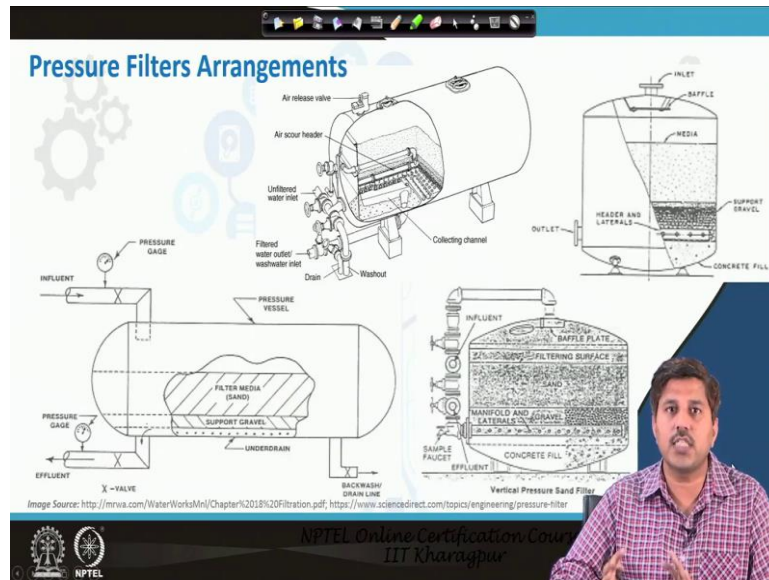 Pressure Filters Arrangements
Air release valve
Air scour header
Unfiltered
water inlet
Filtered
water outlet/
washwater inlet
Drain
Washout
Collecting channel
INLET
BAFFLE
MEDIA
SUPPORT
GRAVEL
HEADER AND
LATERALS
OUTLET
CONCRETE FILL
PRESSURE
GAGE
INFLUENT
PRESSURE
VESSEL
FILTER MEDIA
(SAND)
SUPPORT GRAVEL
UNDERDRAIN
PRESSURE
GAGE
EFFLUENT
X - VALVE
BACKWASH/
DRAIN LINE
INFLUENT
BAFFLE PLATE
FILTERING SURFACE
SAND
MANIFOLD AND
LATERALS
GRAVEL
SAMPLE
FAUCET
EFFLUENT
CONCRETE FILL
Vertical Pressure Sand Filter
Image Source: http://mrwa.com/WaterWorksMnl/Chapter%2018%20Filtration.pdf; https://www.sciencedirect.com/topics/engineering/pressure-filter
NPTEL
NPTEL Online Certification Cour
IIT Kharagpur